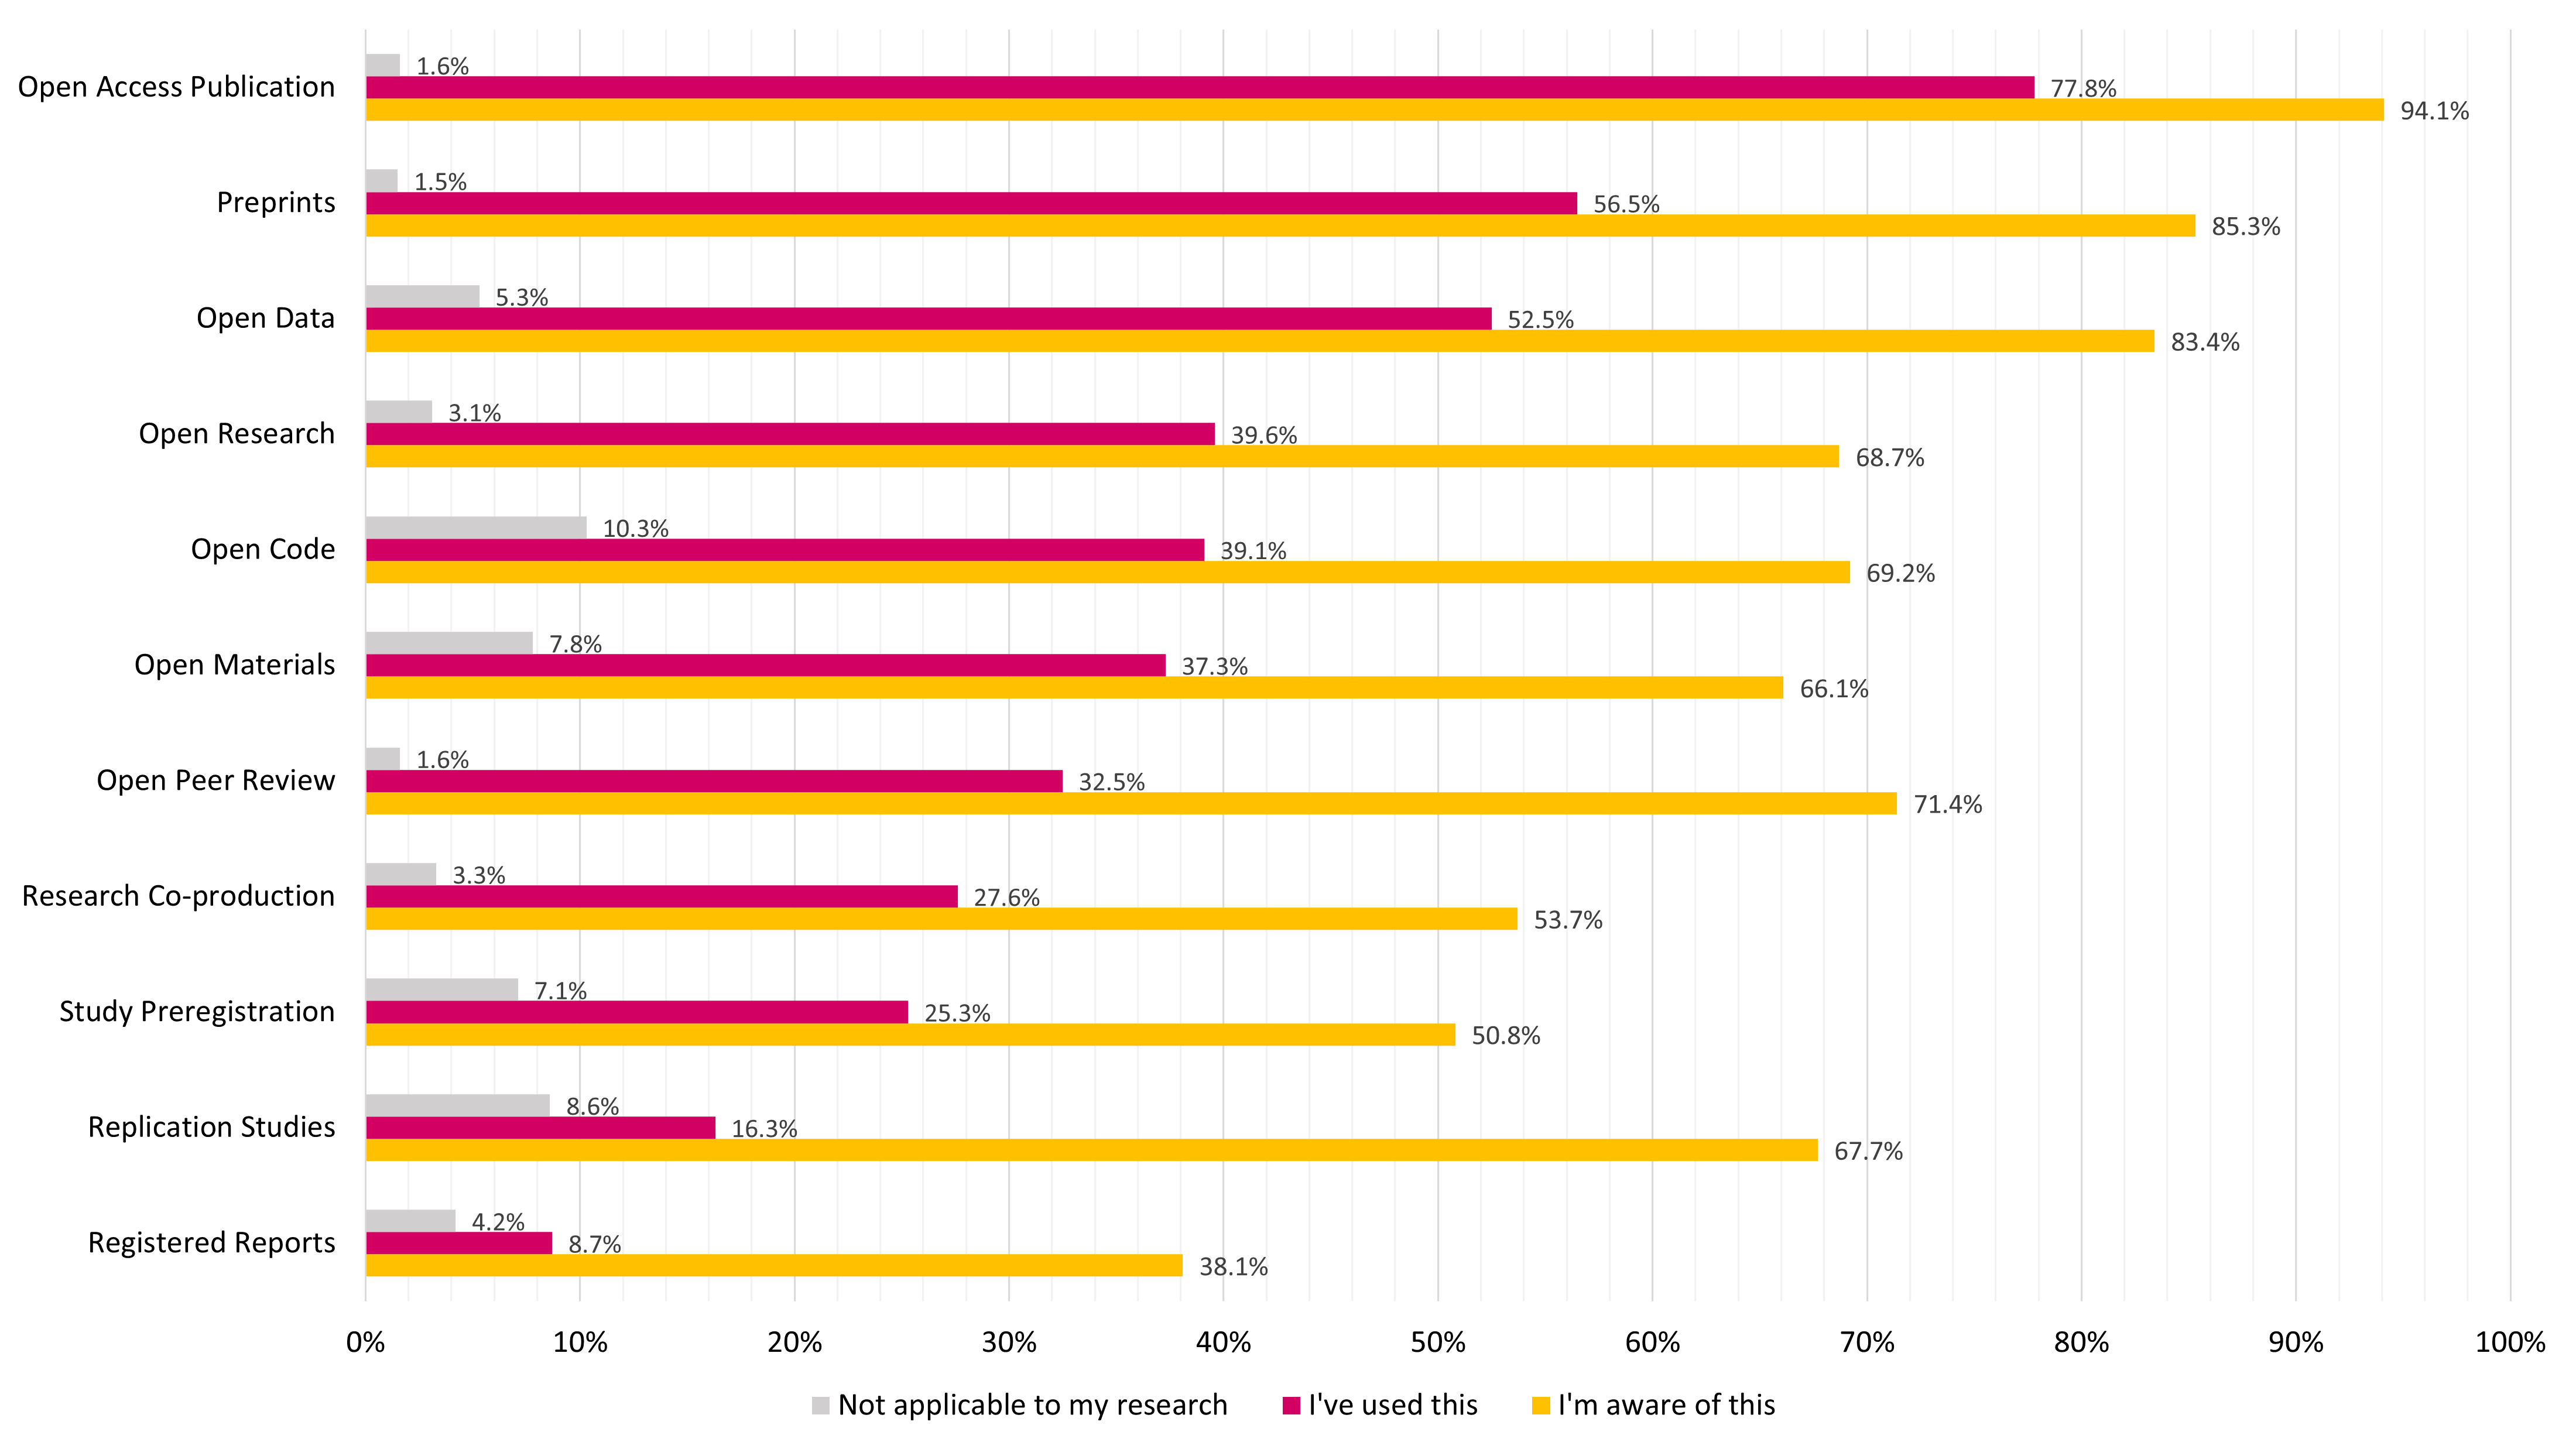 Open Access Publication
1.6%
77.8%
94.1%
Preprints
1.5%
56.5%
85.3%
Open Data
5.3%
52.5%
83.4%
Open Research
3.1%
39.6%
68.7%
Open Code
10.3%
39.1%
69.2%
Open Materials
7.8%
37.3%
66.1%
Open Peer Review
1.6%
32.5%
71.4%
Research Co-production
3.3%
27.6%
53.7%
Study Preregistration
7.1%
25.3%
50.8%
Replication Studies
8.6%
16.3%
67.7%
Registered Reports
4.2%
8.7%
38.1%
0% 10% 20% 30% 40% 50% 60% 70% 80% 90% 100%
Not applicable to my research I've used this I'm aware of this